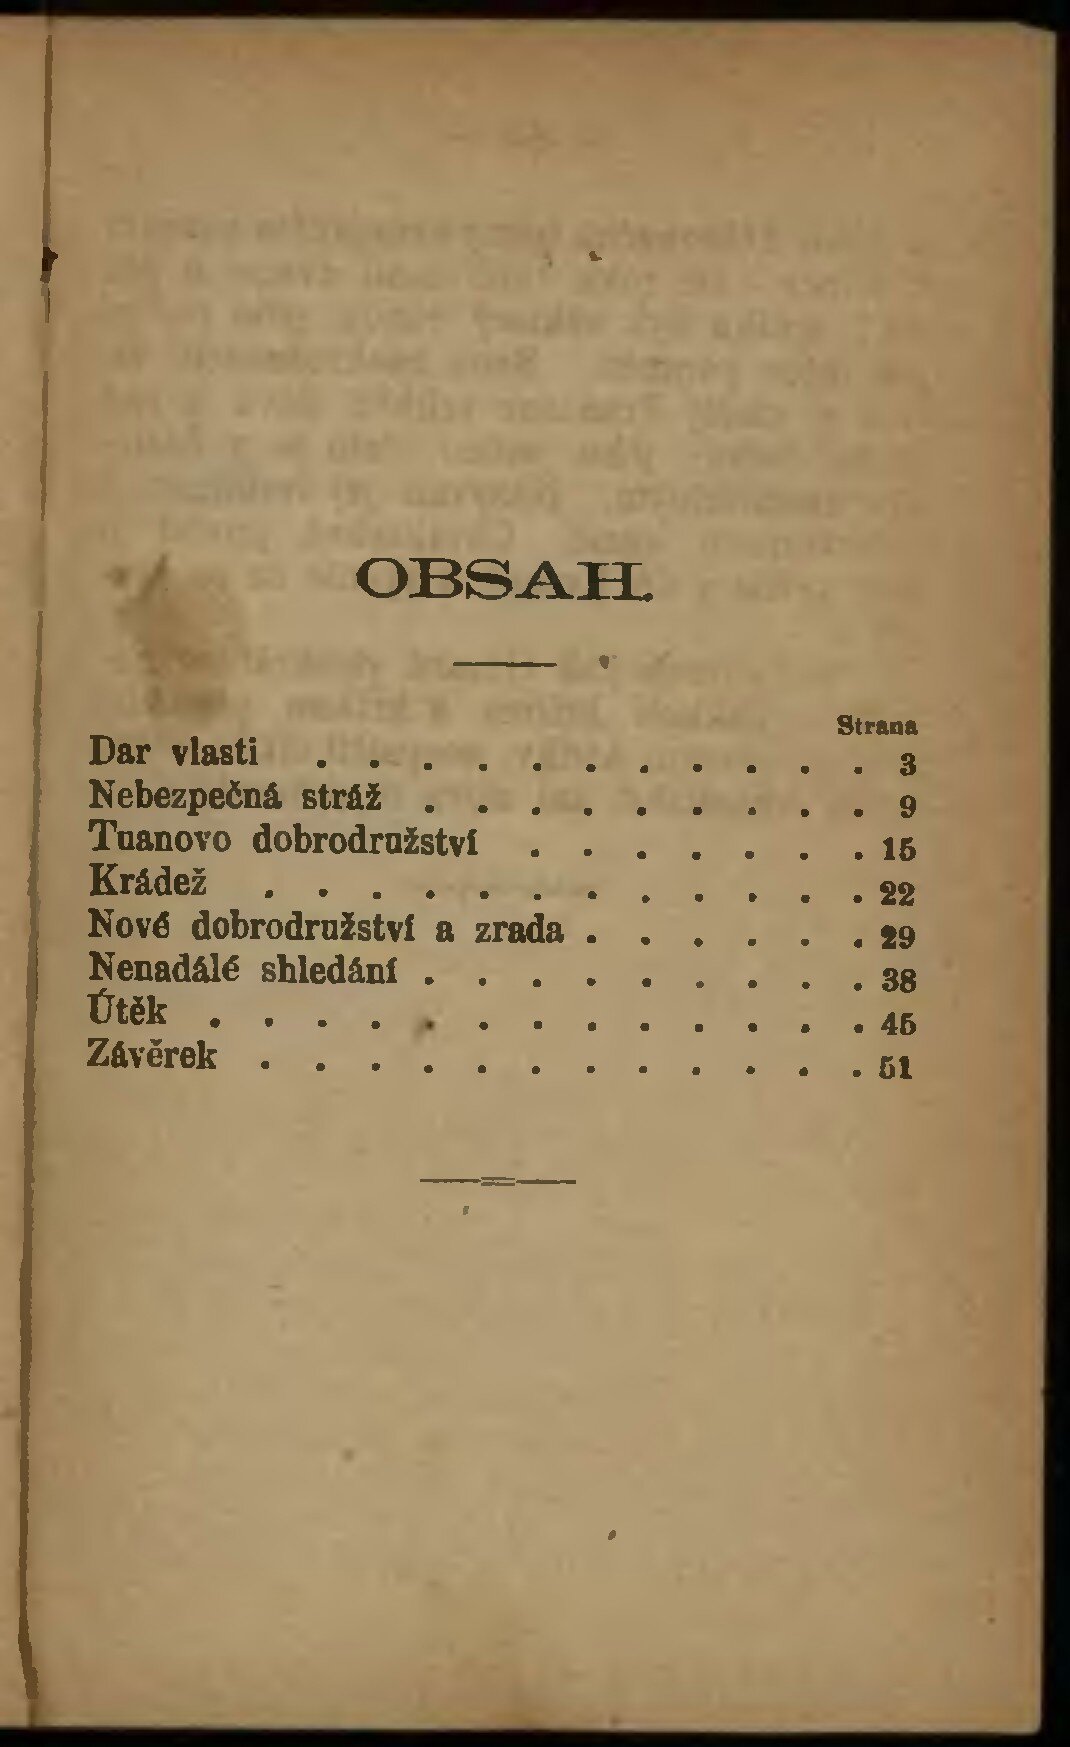 OBSAH.
Strana
Dar vlasti . . . . . . . . . . . 3
Nebezpečná stráž . . . . . . . . . 9
Tuanovo dobrodružství . . . . . . . 15
Krádež . . . . . . . . . . . . 22
Nové dobrodružství a zrada . . . . . . 29
Nenadálé shledání . . . . . . . . . 38
Útěk . . . . . . . . . . . . . 45
Závěrek . . . . . . . . . . . . 51